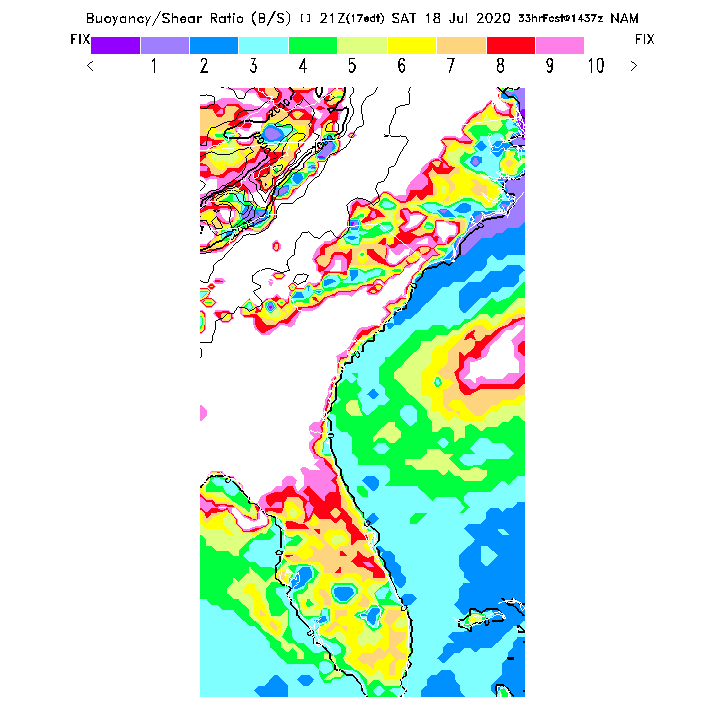 Buoyancy/Shear Ratio (B/S) [] 21Z(17edt) SAT 18 Jul 2020 33hrFcst@1437z NAM
FIX FIX
< 1 2 3 4 5 6 7 8 9 10 >